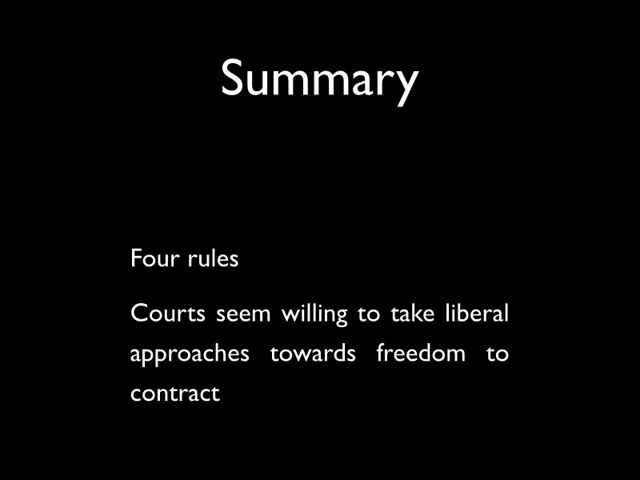 Summary
Four rules
Courts seem willing to take liberal
approaches towards freedom to
contract